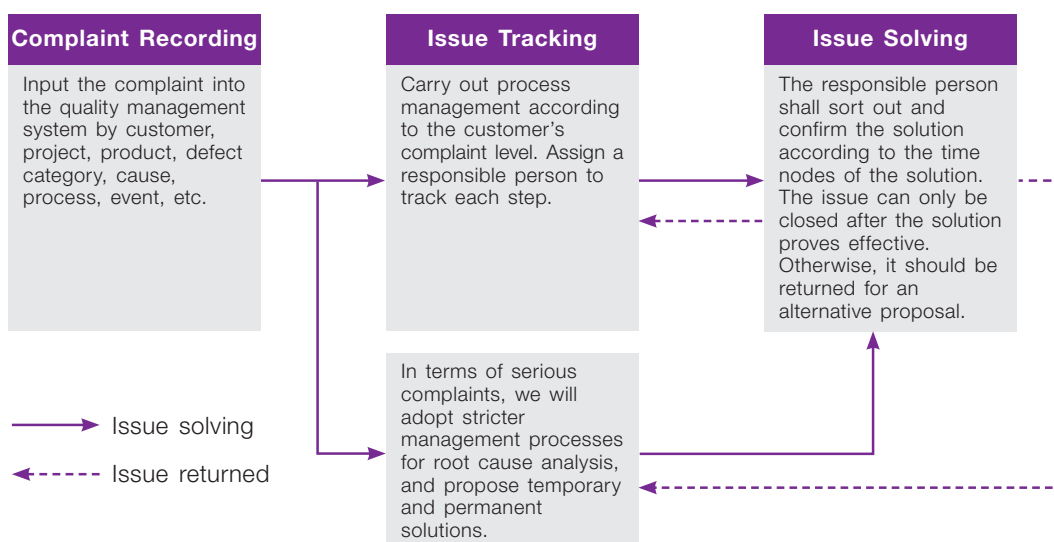 Complaint Recording
Input the complaint into
the quality management
system by customer,
project, product, defect
category, cause,
process, event, etc.
Issue Tracking
Carry out process
management according
to the customer's
complaint level. Assign a
responsible person to
track each step.
Issue Solving
The responsible person
shall sort out and
confirm the solution
according to the time
nodes of the solution.
The issue can only be
closed after the solution
proves effective.
Otherwise, it should be
returned for an
alternative proposal.
In terms of serious
complaints, we will
adopt stricter
management processes
for root cause analysis,
and propose temporary
and permanent
solutions.
Issue solving
Issue returned